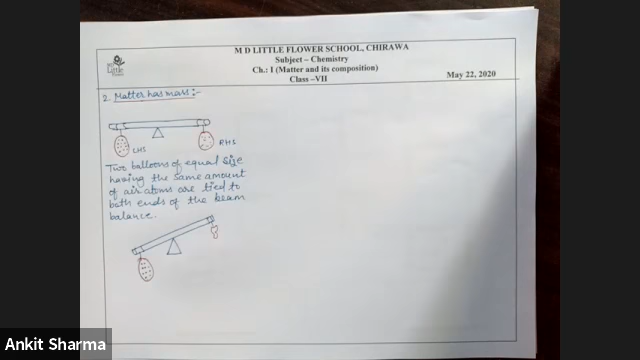 M D LITTLE FLOWER SCHOOL, CHIRAWA
Subject – Chemistry
Ch.: I (Matter and its composition)
Class –VII
May 22, 2020
Little
2. Matter has mass:-
LHS
RHS
Two balloons of equal size
having the same amount
of air atoms are tied to
both ends of the beam
balance.
Ankit Sharma